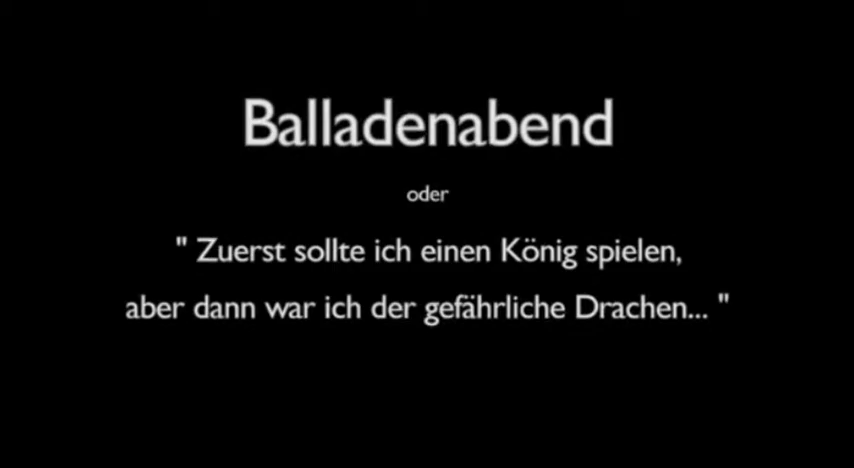 Balladenabend
oder
" Zuerst sollte ich einen König spielen,
aber dann war ich der gefährliche Drachen... "